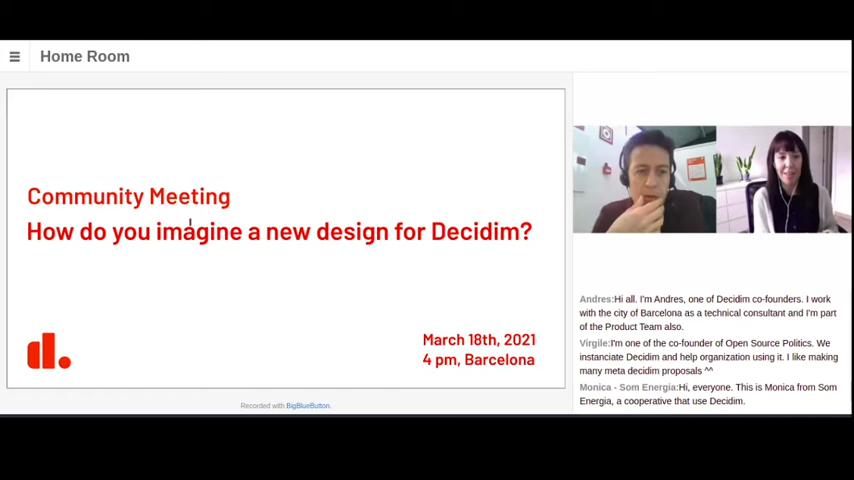 Home Room
Community Meeting
How do you imagine a new design for Decidim?
d.
March 18th, 2021
4 pm, Barcelona
Recorded with BigBlueButton.
Andres:Hi all. I'm Andres, one of Decidim co-founders. I work
with the city of Barcelona as a technical consultant and I'm part
of the Product Team also.
Virgile:I'm one of the co-founder of Open Source Politics. We
instanciate Decidim and help organization using it. I like making
many meta decidim proposals ^^
Monica - Som Energia:Hi, everyone. This is Monica from Som
Energia, a cooperative that use Decidim.